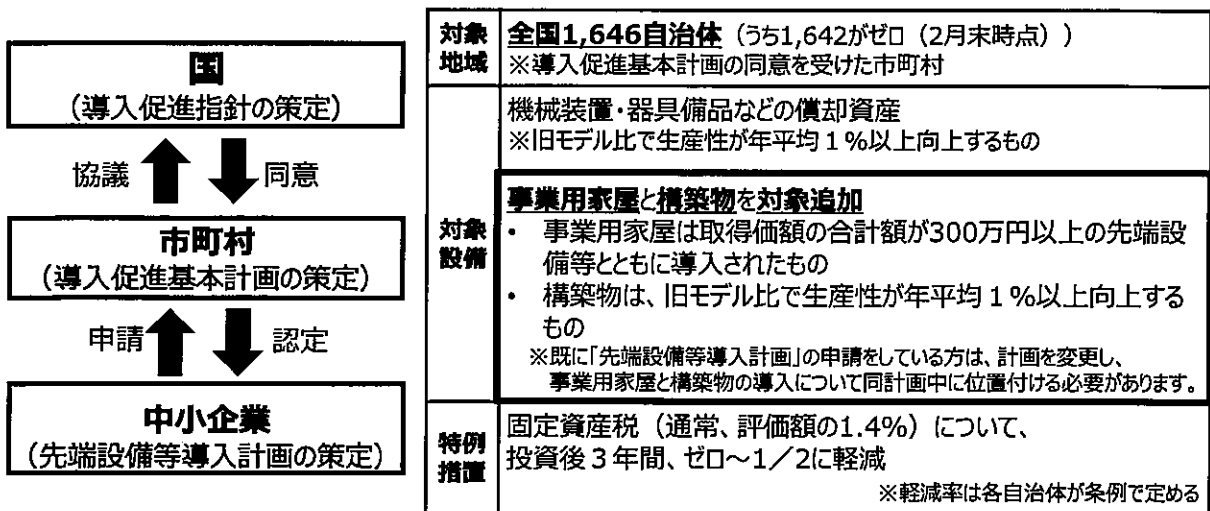 国
（導入促進指針の策定）
協議
同意
市町村
（導入促進基本計画の策定）
申請
認定
中小企業
（先端設備等導入計画の策定）
対象
地域
全国1,646自治体（うち1,642がゼロ（2月末時点））
※導入促進基本計画の同意を受けた市町村
対象
設備
機械装置・器具備品などの償却資産
※旧モデル比で生産性が年平均１％以上向上するもの
事業用家屋と構築物を対象追加
・ 事業用家屋は取得価額の合計額が300万円以上の先端設
備等とともに導入されたもの
・ 構築物は、旧モデル比で生産性が年平均１％以上向上する
もの
※既に「先端設備等導入計画」の申請をしている方は、計画を変更し、
事業用家屋と構築物の導入について同計画中に位置付ける必要があります。
特例
措置
固定資産税（通常、評価額の1.4%）について、
投資後３年間、ゼロ～1／2に軽減
※軽減率は各自治体が条例で定める